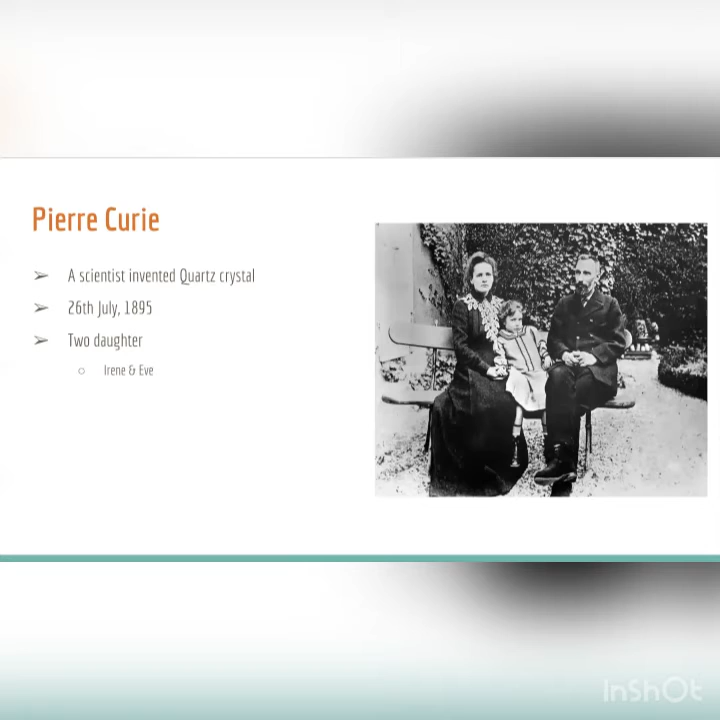 Pierre Curie
➢ A scientist invented Quartz crystal
➢ 26th July, 1895
➢ Two daughter
○ Irene & Eve
InShOt